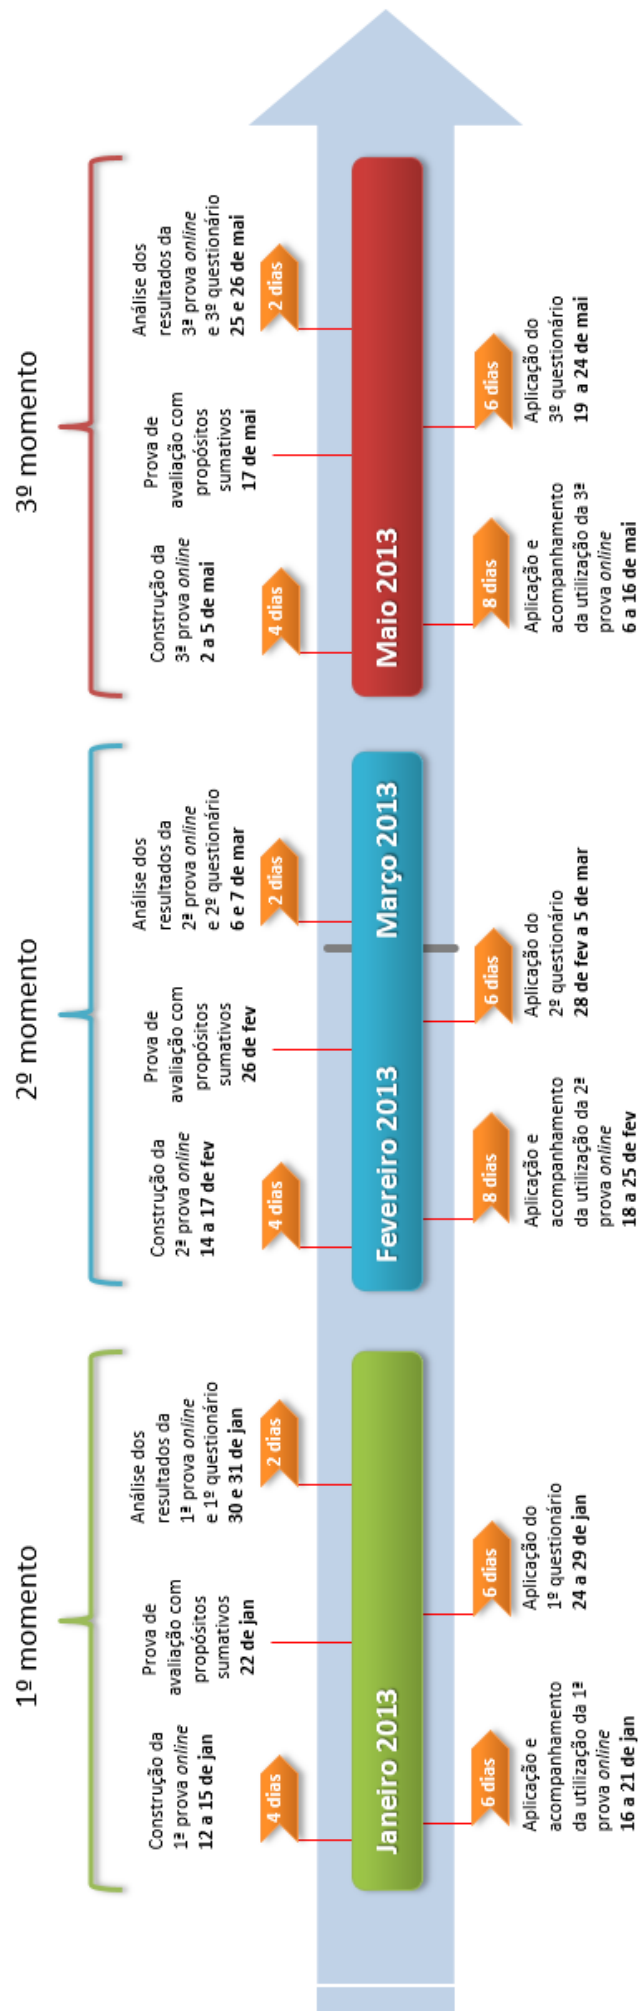 1º momento
Construção da
1ª prova online
12 a 15 de jan
4 dias
Prova de
avaliação com
propósitos
sumativos
22 de jan
Análise dos
resultados da
1ª prova online
e 1º questionário
30 e 31 de jan
2 dias
Janeiro 2013
6 dias
Aplicação e
acompanhamento
da utilização da 1ª
prova online
16 a 21 de jan
6 dias
Aplicação do
1º questionário
24 a 29 de jan
2º momento
Construção da
2ª prova online
14 a 17 de fev
4 dias
Prova de
avaliação com
propósitos
sumativos
26 de fev
Análise dos
resultados da
2ª prova online
e 2º questionário
6 e 7 de mar
2 dias
Fevereiro 2013
Março 2013
8 dias
Aplicação e
acompanhamento
da utilização da 2ª
prova online
18 a 25 de fev
6 dias
Aplicação do
2º questionário
28 de fev a 5 de mar
3º momento
Construção da
3ª prova online
2 a 5 de mai
4 dias
Prova de
avaliação com
propósitos
sumativos
17 de mai
Análise dos
resultados da
3ª prova online
e 3º questionário
25 e 26 de mai
2 dias
Maio 2013
8 dias
Aplicação e
acompanhamento
da utilização da 3ª
prova online
6 a 16 de mai
6 dias
Aplicação do
3º questionário
19 a 24 de mai